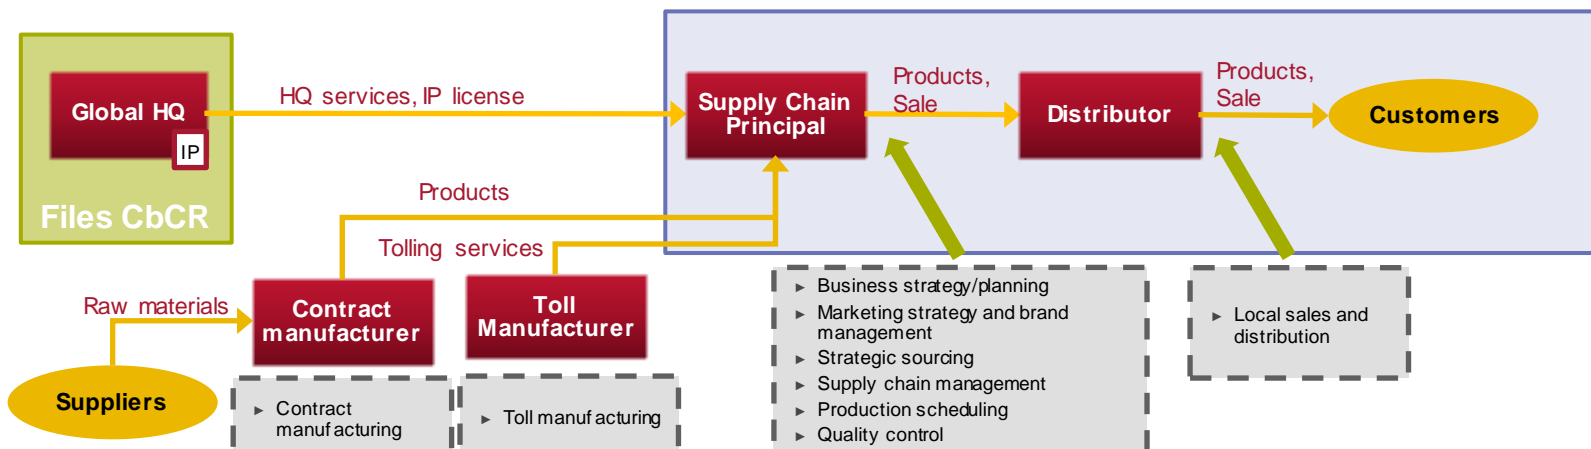 Global HQ
IP
Files CbCR
HQ services, IP license
Supply Chain
Principal
Products,
Sale
Distributor
Products,
Sale
Customers
Products
Tolling services
Raw materials
Suppliers
Contract
manufacturer
Toll
Manufacturer
► Contract
manufacturing
► Toll manufacturing
► Business strategy/planning
► Marketing strategy and brand
management
► Strategic sourcing
► Supply chain management
► Production scheduling
► Quality control
► Local sales and
distribution